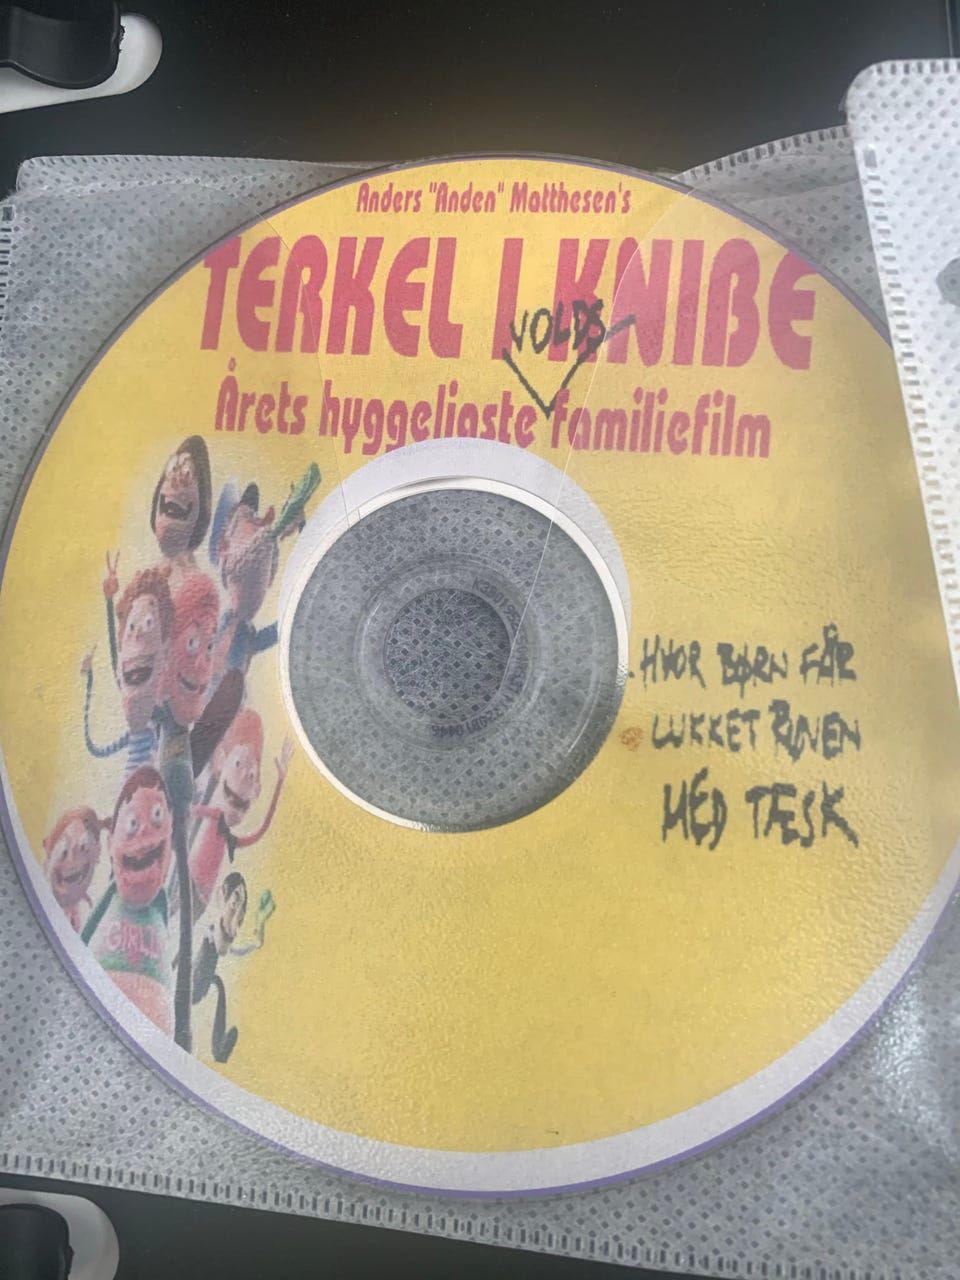 Anders "Anden" Matthesen's
TERKEL I KNIBE
VOLDS
Årets hyggeligste familiefilm
HVOR BØRN FÅR
LUKKET RØVEN
MED TÆSK